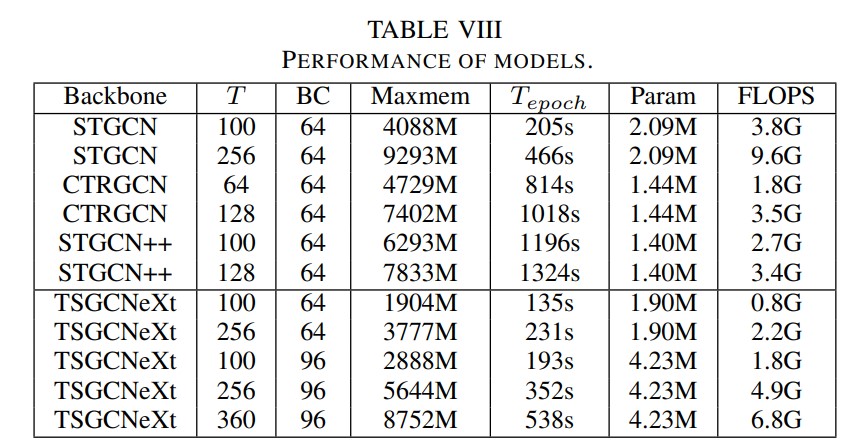 TABLE VIII
PERFORMANCE OF MODELS.
Backbone T BC Maxmem T_epoch Param FLOPS
STGCN 100 64 4088M 205s 2.09M 3.8G
STGCN 256 64 9293M 466s 2.09M 9.6G
CTRGCN 64 64 4729M 814s 1.44M 1.8G
CTRGCN 128 64 7402M 1018s 1.44M 3.5G
STGCN++ 100 64 6293M 1196s 1.40M 2.7G
STGCN++ 128 64 7833M 1324s 1.40M 3.4G
TSGCNeXt 100 64 1904M 135s 1.90M 0.8G
TSGCNeXt 256 64 3777M 231s 1.90M 2.2G
TSGCNeXt 100 96 2888M 193s 4.23M 1.8G
TSGCNeXt 256 96 5644M 352s 4.23M 4.9G
TSGCNeXt 360 96 8752M 538s 4.23M 6.8G